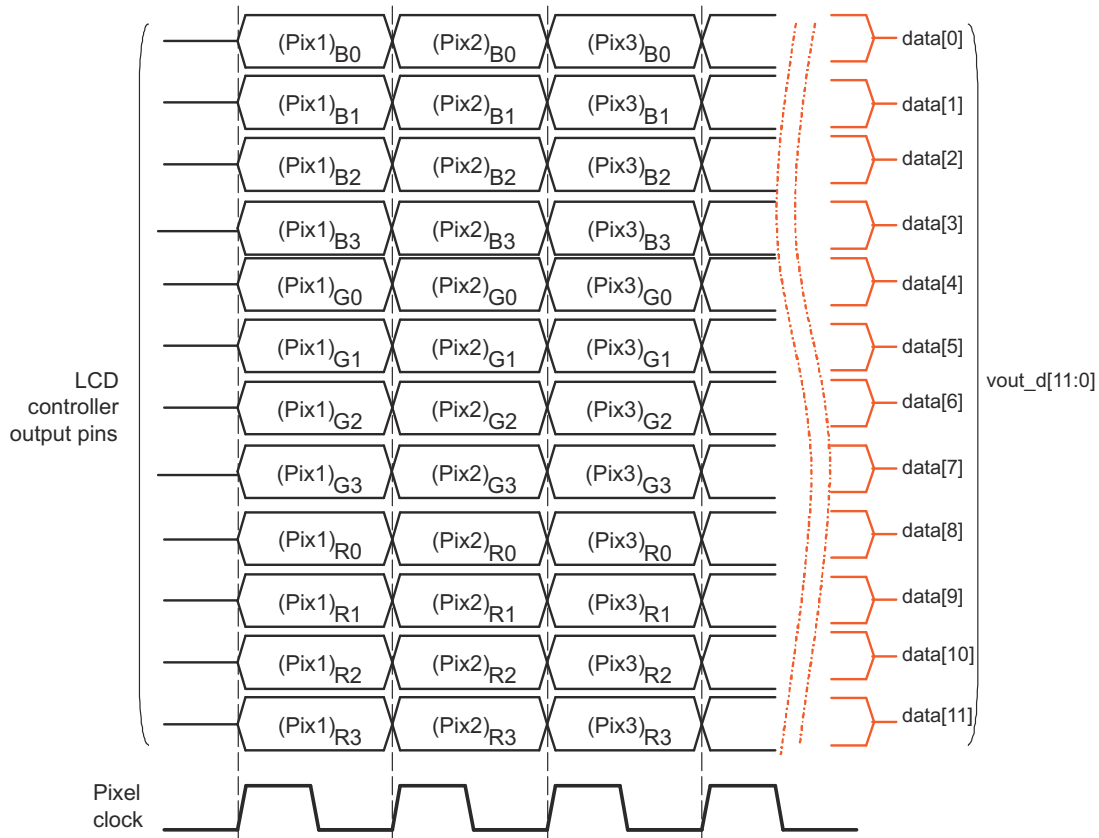 (Pix1)B0 (Pix2)B0 (Pix3)B0 data[0]
(Pix1)B1 (Pix2)B1 (Pix3)B1 data[1]
(Pix1)B2 (Pix2)B2 (Pix3)B2 data[2]
(Pix1)B3 (Pix2)B3 (Pix3)B3 data[3]
(Pix1)G0 (Pix2)G0 (Pix3)G0 data[4]
(Pix1)G1 (Pix2)G1 (Pix3)G1 data[5]
LCD
controller
output pins
(Pix1)G2 (Pix2)G2 (Pix3)G2 data[6]
vout_d[11:0]
(Pix1)G3 (Pix2)G3 (Pix3)G3 data[7]
(Pix1)R0 (Pix2)R0 (Pix3)R0 data[8]
(Pix1)R1 (Pix2)R1 (Pix3)R1 data[9]
(Pix1)R2 (Pix2)R2 (Pix3)R2 data[10]
(Pix1)R3 (Pix2)R3 (Pix3)R3 data[11]
Pixel
clock